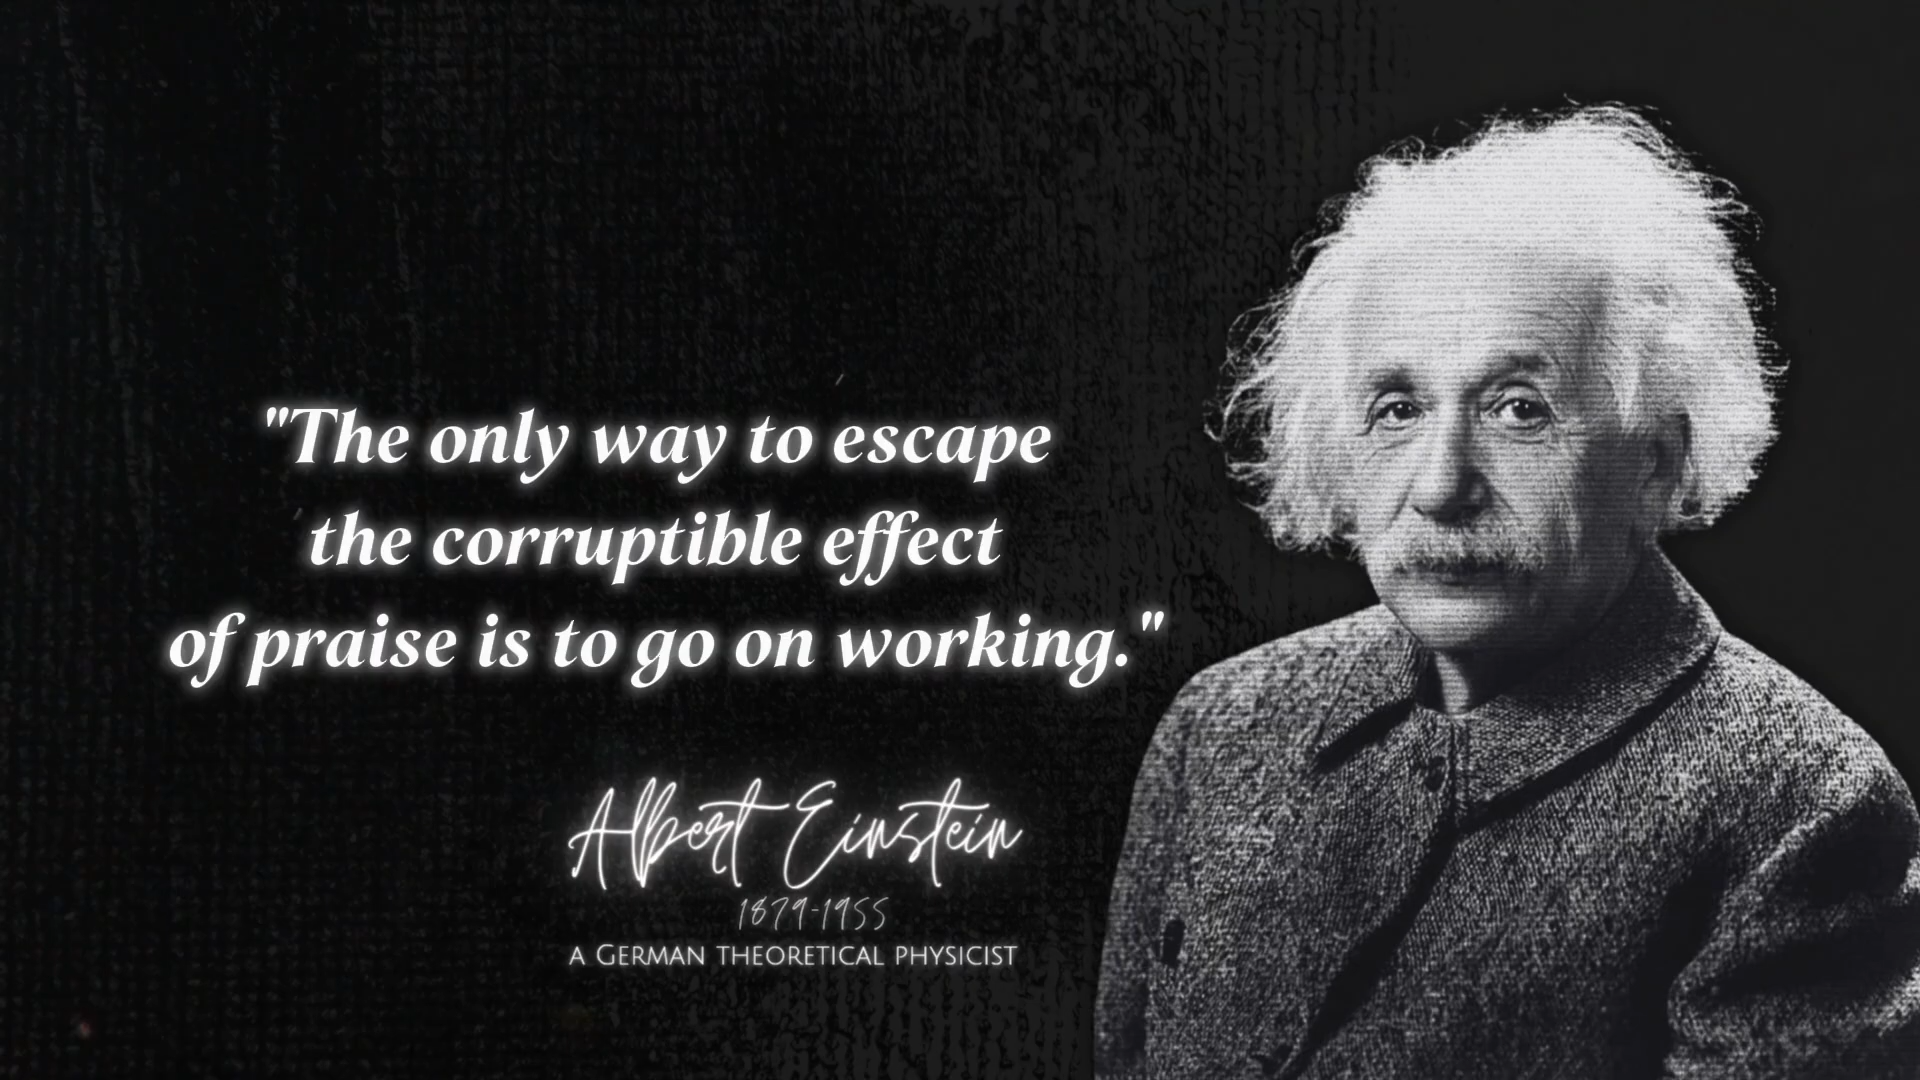 "The only way to escape
the corruptible effect
of praise is to go on working."
Albert Einstein
1879-1955
A GERMAN THEORETICAL PHYSICIST